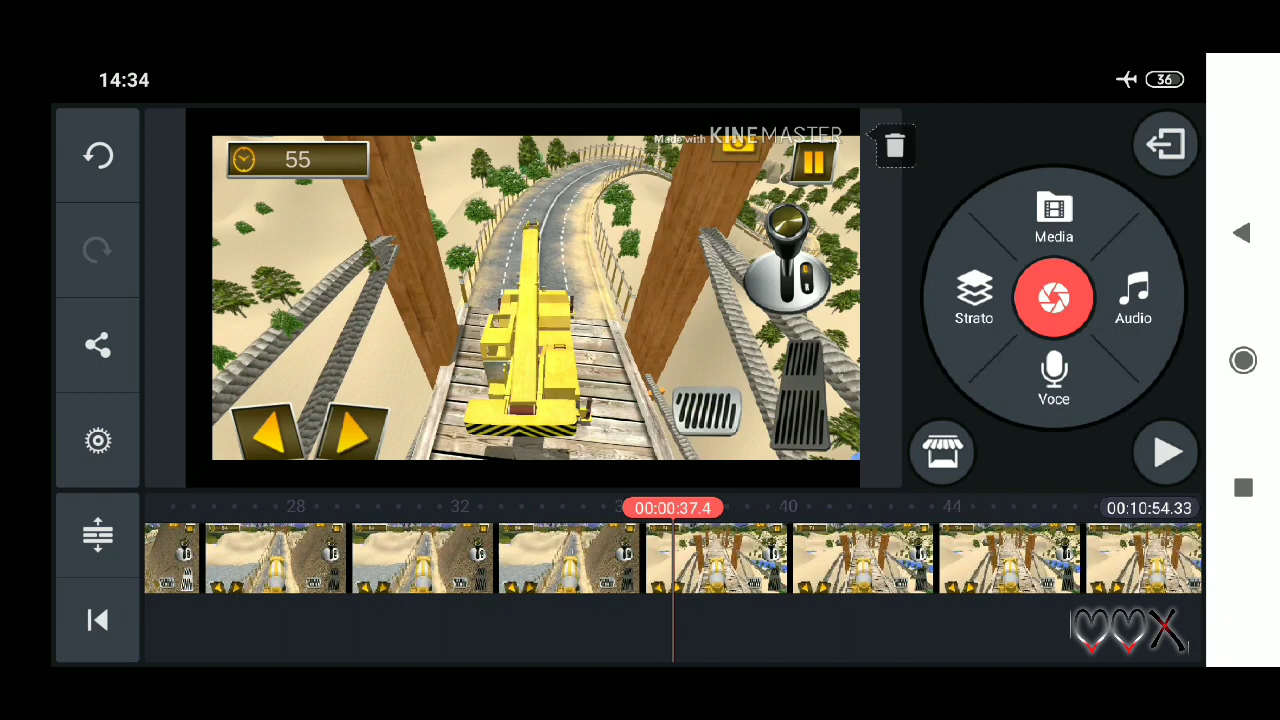 14:34
36
Made with KINEMASTER
55
Media
Strato
Audio
Voce
28
32
00:00:37.4
40
44
00:10:54.33